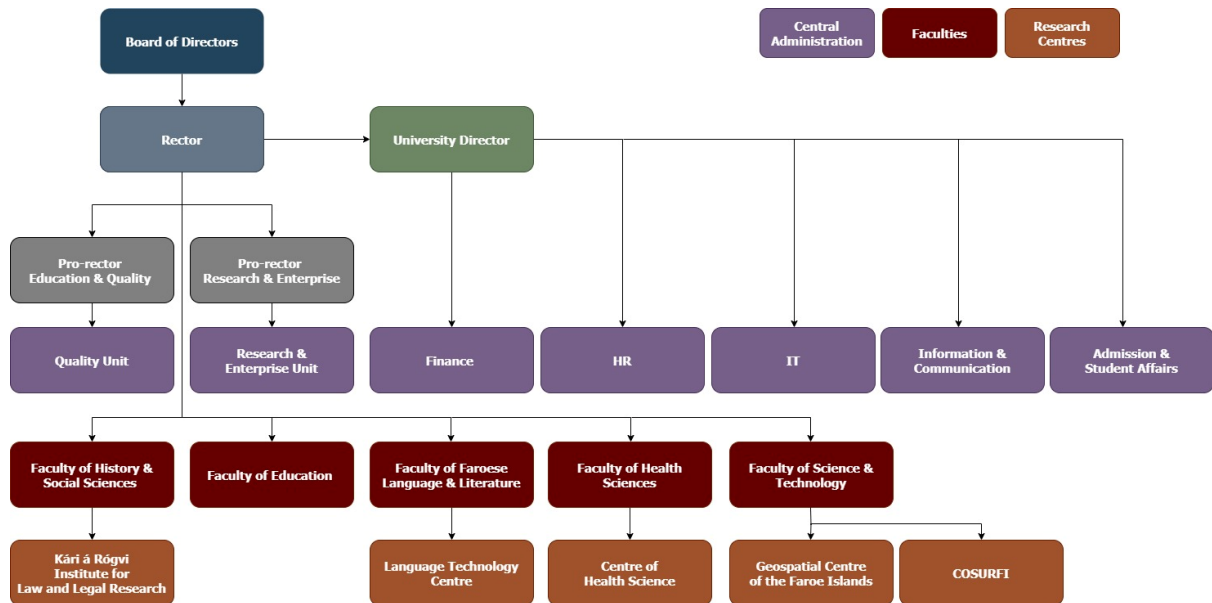 Board of Directors
Central
Administration
Faculties
Research
Centres
Rector
University Director
Pro-rector
Education & Quality
Pro-rector
Research & Enterprise
Quality Unit
Research &
Enterprise Unit
Finance
HR
IT
Information &
Communication
Admission &
Student Affairs
Faculty of History &
Social Sciences
Faculty of Education
Faculty of Faroese
Language & Literature
Faculty of Health
Sciences
Faculty of Science &
Technology
Kári á Rógvi
Institute for
Law and Legal Research
Language Technology
Centre
Centre of
Health Science
Geospatial Centre
of the Faroe Islands
COSURFI